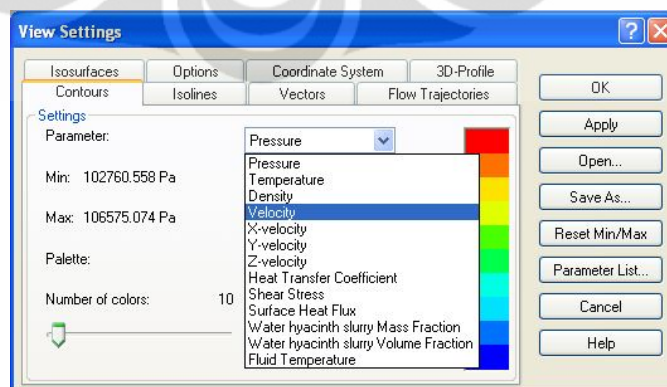 View Settings
Isosurfaces Options Coordinate System 3D-Profile
Contours Isolines Vectors Flow Trajectories
Settings
Parameter: Pressure
Pressure
Min: 102760.558 Pa
Temperature
Density
Velocity
Max: 106575.074 Pa
X-velocity
Y-velocity
Palette:
Z-velocity
Heat Transfer Coefficient
Number of colors: 10
Shear Stress
Surface Heat Flux
Water hyacinth slurry Mass Fraction
Water hyacinth slurry Volume Fraction
Fluid Temperature
OK
Apply
Open...
Save As...
Reset Min/Max
Parameter List...
Cancel
Help